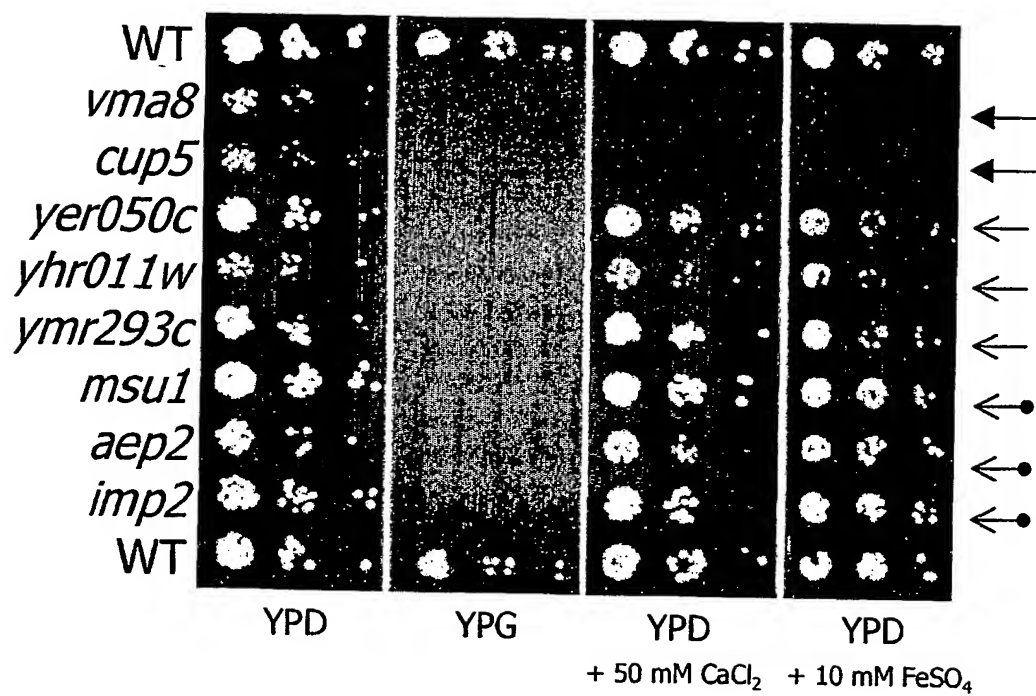 WT
vma8
cup5
yer050c
yhr011w
ymr293c
msu1
aep2
imp2
WT
YPD YPG YPD YPD
+ 50 mM CaCl₂ + 10 mM FeSO₄